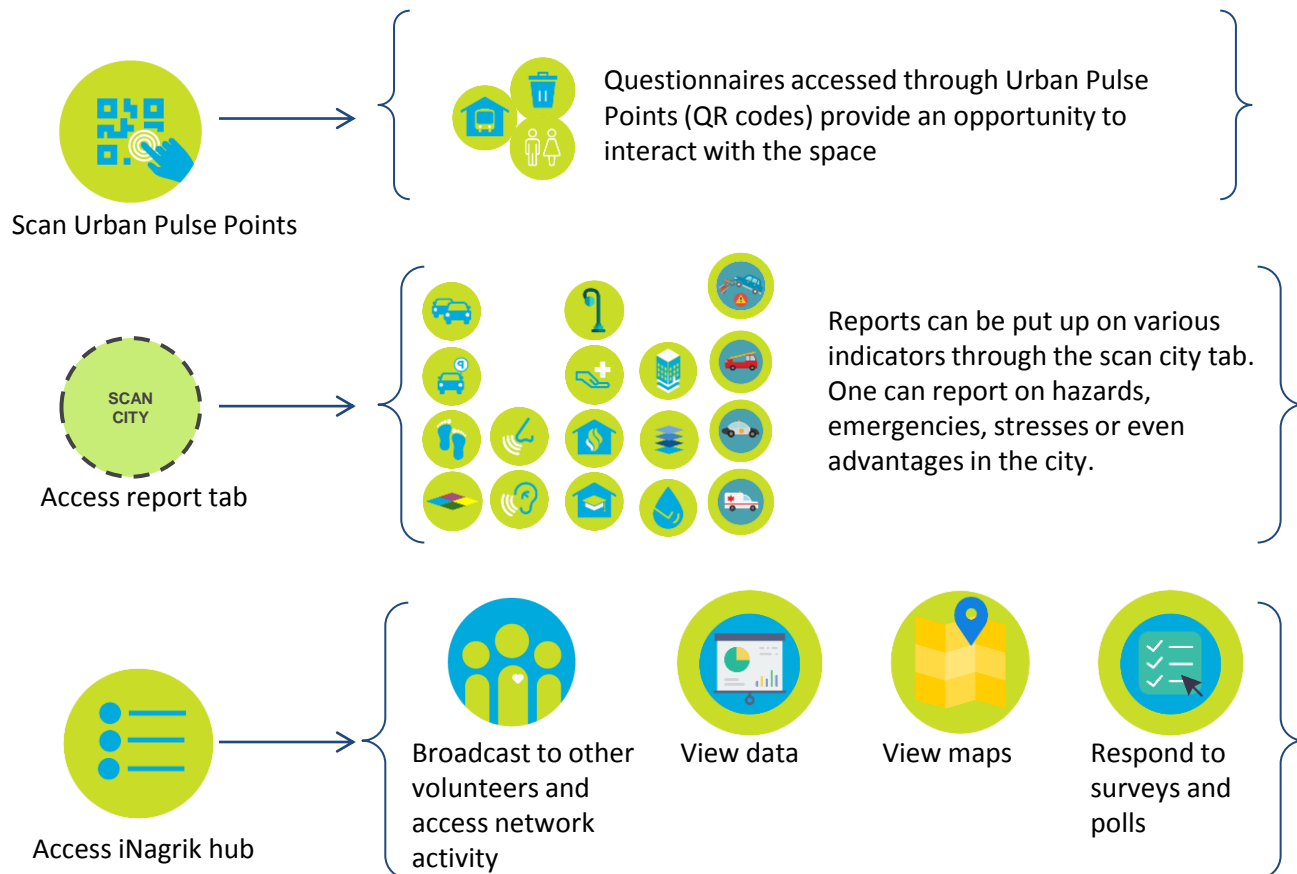 Questionnaires accessed through Urban Pulse
Points (QR codes) provide an opportunity to
interact with the space
Scan Urban Pulse Points
SCAN
CITY
Access report tab
Reports can be put up on various
indicators through the scan city tab.
One can report on hazards,
emergencies, stresses or even
advantages in the city.
Access iNagrik hub
Broadcast to other
volunteers and
access network
activity
View data
View maps
Respond to
surveys and
polls